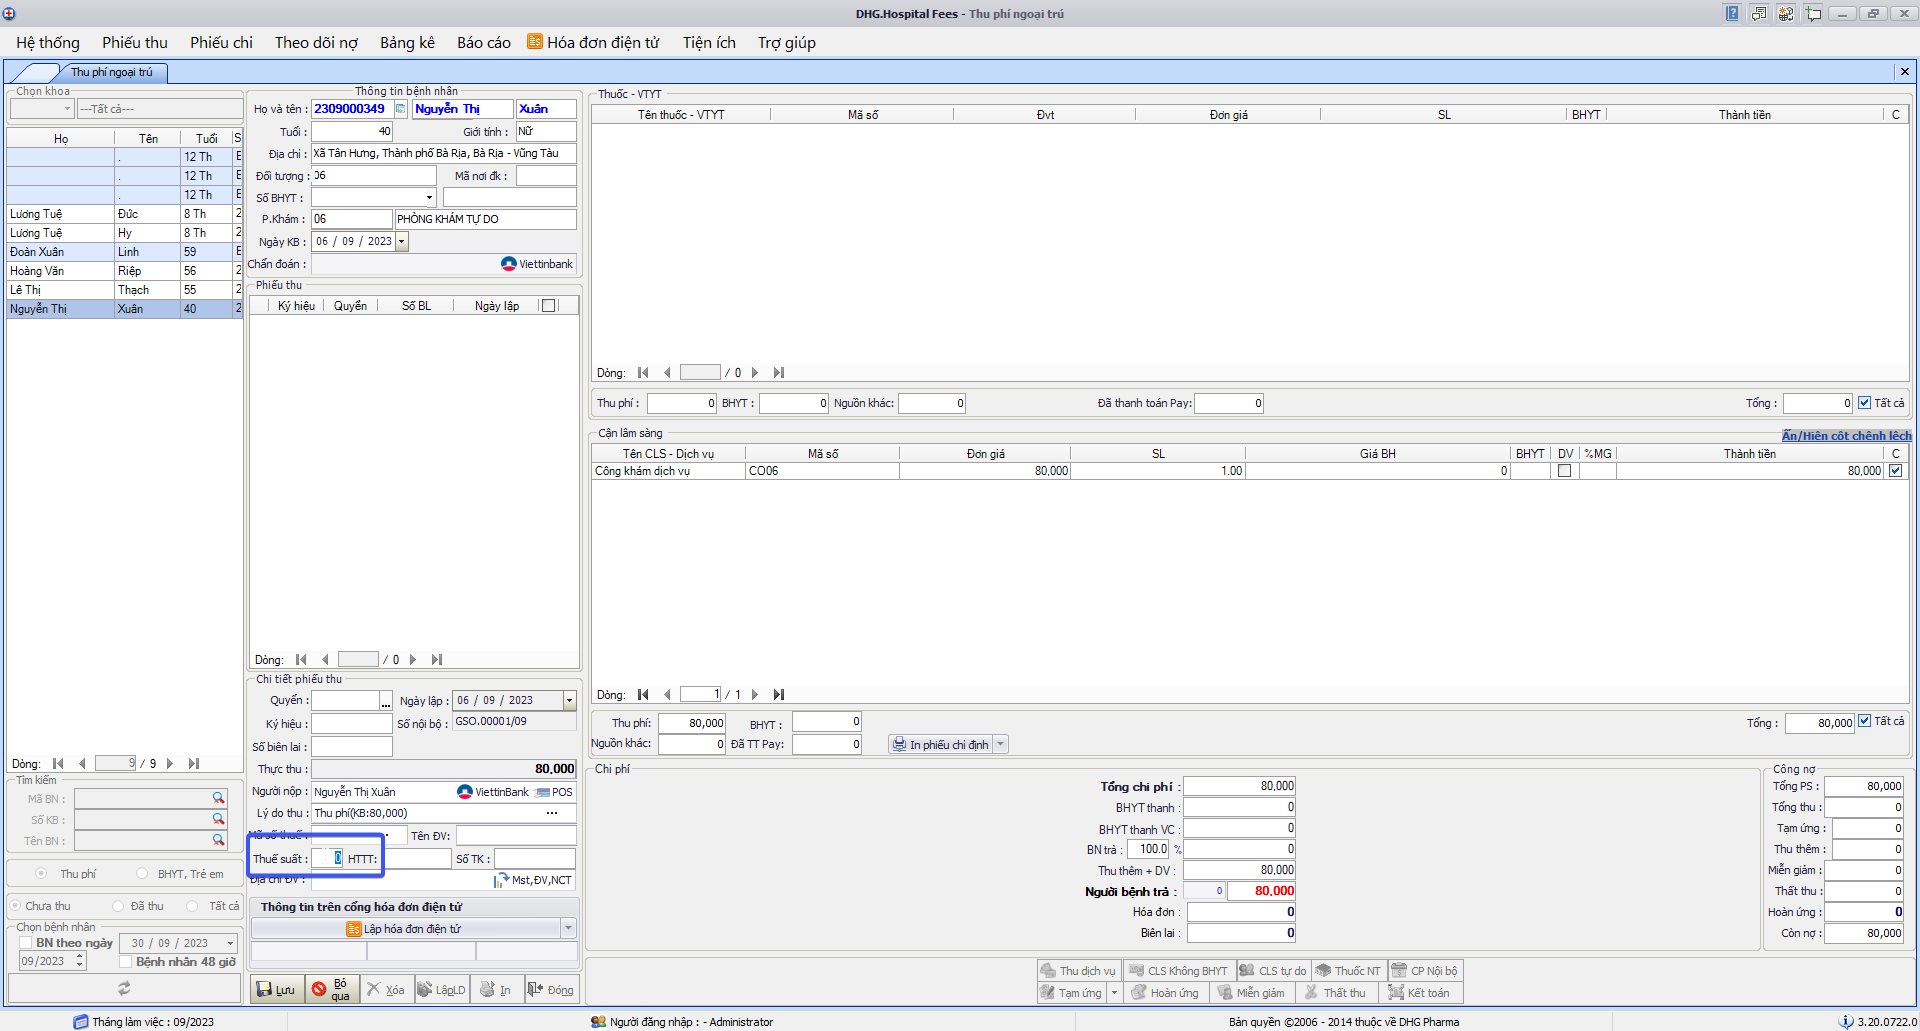 DHG.Hospital Fees - Thu phí ngoại trú
Hệ thống Phiếu thu Phiếu chi Theo dõi nợ Bảng kê Báo cáo Hóa đơn điện tử Tiện ích Trợ giúp
Thu phí ngoại trú
Chọn khoa
---Tất cả---
Họ Tên Tuổi S
. 12 Th E
. 12 Th E
. 12 Th E
Lương Tuệ Đức 8 Th 2
Lương Tuệ Hy 8 Th 2
Đoàn Xuân Linh 59 E
Hoàng Văn Riệp 56 2
Lê Thị Thạch 55 2
Nguyễn Thị Xuân 40 2
Dòng: 9 / 9
Tìm kiếm
Mã BN :
Số KB :
Tên BN :
Thu phí BHYT, Trẻ em
Chưa thu Đã thu Tất cả
Chọn bệnh nhân
BN theo ngày 30 / 09 / 2023
09/2023 Bệnh nhân 48 giờ
Thông tin bệnh nhân
Họ và tên : 2309000349 Nguyễn Thị Xuân
Tuổi : 40 Giới tính : Nữ
Địa chỉ : Xã Tân Hưng, Thành phố Bà Rịa, Bà Rịa - Vũng Tàu
Đối tượng : 06 Mã nơi đk :
Số BHYT :
P.Khám : 06 PHÒNG KHÁM TỰ DO
Ngày KB : 06 / 09 / 2023
Chẩn đoán : Viettinbank
Phiếu thu
Ký hiệu Quyển Số BL Ngày lập
Dòng: / 0
Chi tiết phiếu thu
Quyển : ... Ngày lập : 06 / 09 / 2023
Ký hiệu : Số nội bộ : GSO.00001/09
Số biên lai :
Thực thu : 80,000
Người nộp : Nguyễn Thị Xuân ViettinBank POS
Lý do thu : Thu phí(KB:80,000) ...
Mã số thuế : Tên ĐV:
Thuế suất : 0 HTTT: Số TK :
Địa chỉ ĐV : Mst,ĐV,NCT
Thông tin trên cổng hóa đơn điện tử
Lập hóa đơn điện tử
Lưu Bỏ qua Xóa LậpLD In Đóng
Thuốc - VTYT
Tên thuốc - VTYT Mã số Đvt Đơn giá SL BHYT Thành tiền C
Dòng: / 0
Thu phí : 0 BHYT : 0 Nguồn khác: 0 Đã thanh toán Pay: 0 Tổng : 0 Tất cả
Cận lâm sàng
Ẩn/Hiện cột chênh lệch
Tên CLS - Dịch vụ Mã số Đơn giá SL Giá BH BHYT DV %MG Thành tiền C
Công khám dịch vụ CO06 80,000 1.00 0 80,000
Dòng: 1 / 1
Thu phí: 80,000 BHYT : 0 Tổng : 80,000 Tất cả
Nguồn khác: 0 Đã TT Pay: 0 In phiếu chỉ định
Chi phí
Tổng chi phí : 80,000
BHYT thanh : 0
BHYT thanh VC : 0
BN trả : 100.0 % 0
Thu thêm + DV : 80,000
Người bệnh trả : 0 80,000
Hóa đơn : 0
Biên lai : 0
Công nợ
Tổng PS : 80,000
Tổng thu : 0
Tạm ứng : 0
Thu thêm : 0
Miễn giảm : 0
Thất thu : 0
Hoàn ứng : 0
Còn nợ : 80,000
Thu dịch vụ CLS Không BHYT CLS tự do Thuốc NT CP Nội bộ
Tạm ứng Hoàn ứng Miễn giảm Thất thu Kết toán
Tháng làm việc : 09/2023 Người đăng nhập : - Administrator Bản quyền ©2006 - 2014 thuộc về DHG Pharma 3.20.0722.0